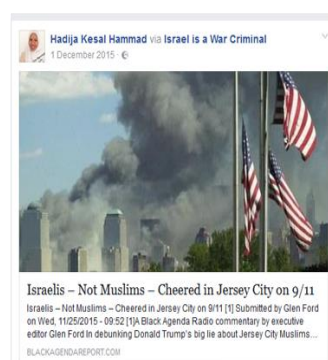 Hadija Kesal Hammad via Israel is a War Criminal
1 December 2015 ·
Israelis – Not Muslims – Cheered in Jersey City on 9/11
Israelis – Not Muslims – Cheered in Jersey City on 9/11 [1] Submitted by Glen Ford
on Wed, 11/25/2015 - 09:52 [1]A Black Agenda Radio commentary by executive
editor Glen Ford In debunking Donald Trump's big lie about Jersey City Muslims…
BLACKAGENDAREPORT.COM